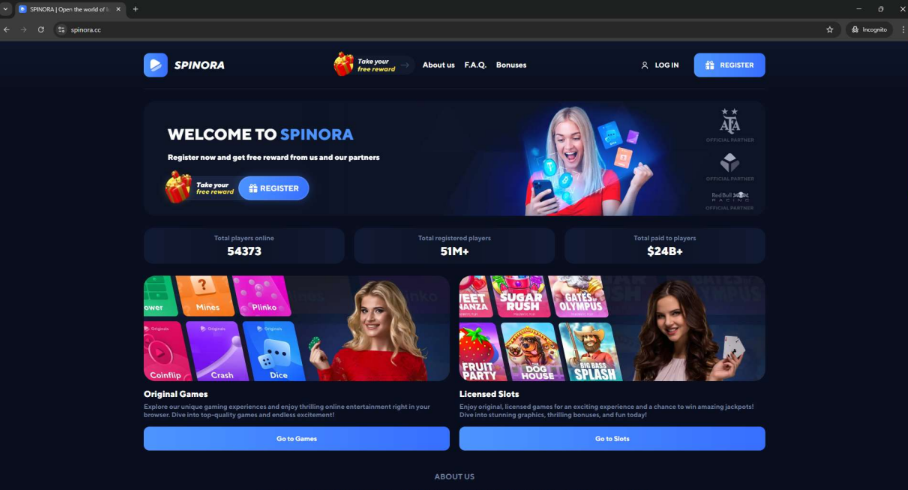 SPINORA | Open the world of
spinora.cc
Incognito
SPINORA
Take your
free reward
About us
F.A.Q.
Bonuses
LOG IN
REGISTER
WELCOME TO SPINORA
Register now and get free reward from us and our partners
Take your
free reward
REGISTER
AFA
OFFICIAL PARTNER
OFFICIAL PARTNER
Red Bull
RACING
OFFICIAL PARTNER
Total players online
54373
Total registered players
51M+
Total paid to players
$24B+
Mines
Plinko
Originals
Originals
Coinflip
Crash
Dice
SUGAR
RUSH
GATES OF
OLYMPUS
FRUIT
PARTY
DOG
HOUSE
BIG BASS
SPLASH
Original Games
Explore our unique gaming experiences and enjoy thrilling online entertainment right in your
browser. Dive into top-quality games and endless excitement!
Go to Games
Licensed Slots
Enjoy original, licensed games for an exciting experience and a chance to win amazing jackpots!
Dive into stunning graphics, thrilling bonuses, and fun today!
Go to Slots
ABOUT US